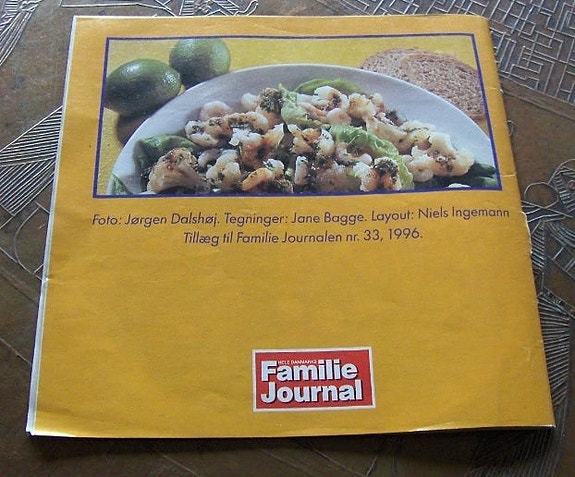 Foto: Jørgen Dalshøj. Tegninger: Jane Bagge. Layout: Niels Ingemann
Tillæg til Familie Journalen nr. 33, 1996.
HELE DANMARKS
Familie
Journal